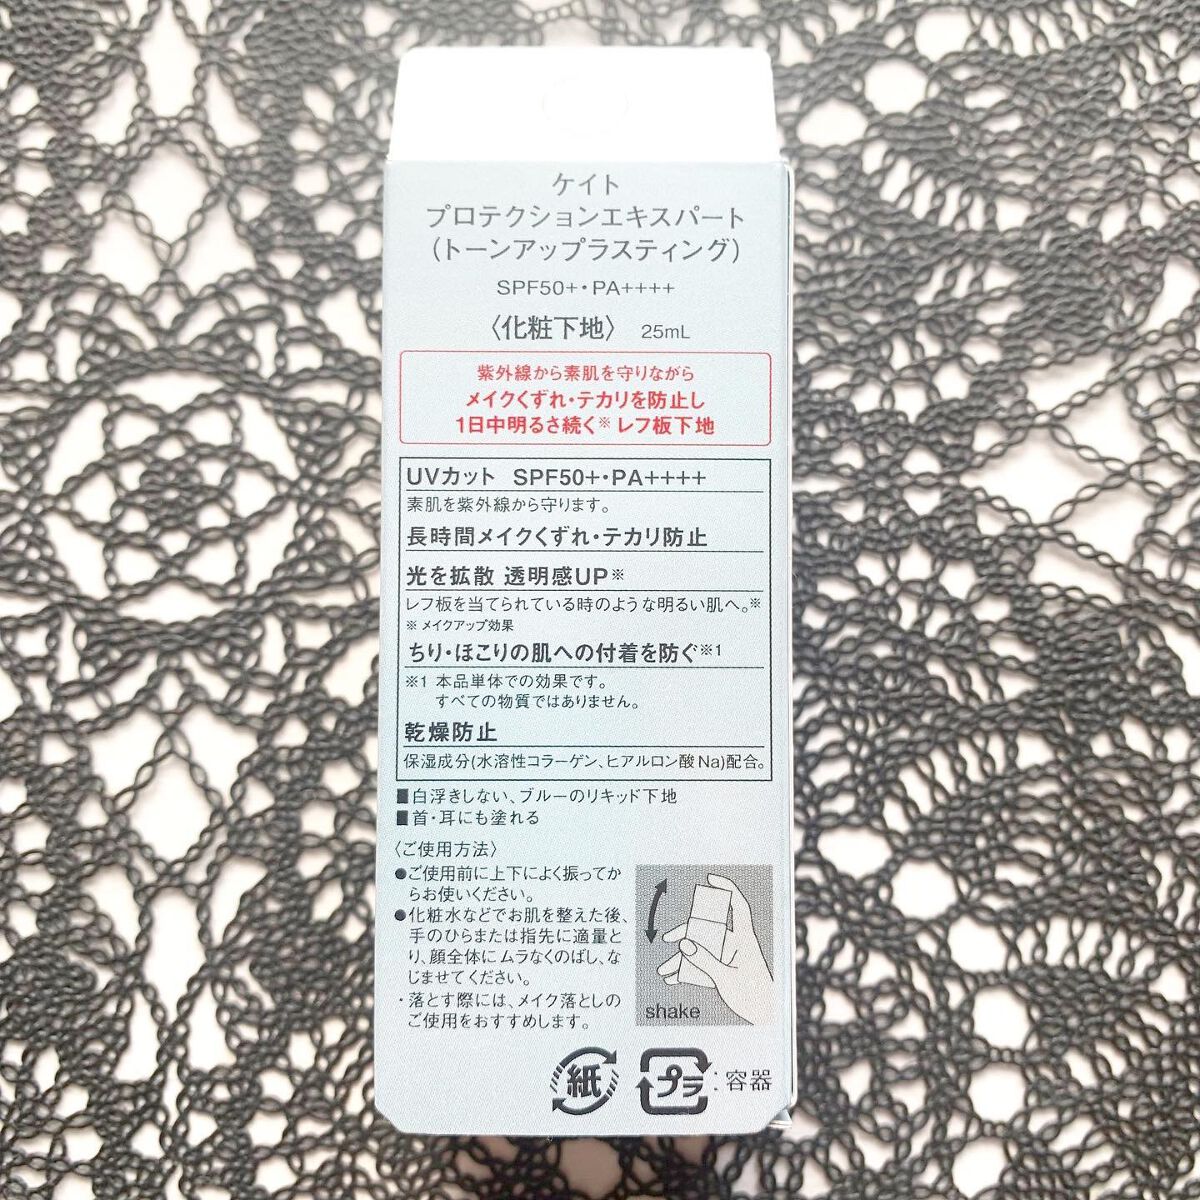 ケイト
プロテクションエキスパート
（トーンアップラスティング）
SPF50+・PA++++
〈化粧下地〉 25mL
紫外線から素肌を守りながら
メイクくずれ・テカリを防止し
1日中明るさ続く※ レフ板下地
UVカット SPF50+・PA++++
素肌を紫外線から守ります。
長時間メイクくずれ・テカリ防止
光を拡散 透明感UP※
レフ板を当てられている時のような明るい肌へ。※
※ メイクアップ効果
ちり・ほこりの肌への付着を防ぐ※1
※1 本品単体での効果です。
すべての物質ではありません。
乾燥防止
保湿成分(水溶性コラーゲン、ヒアルロン酸Na)配合。
■白浮きしない、ブルーのリキッド下地
■首・耳にも塗れる
〈ご使用方法〉
●ご使用前に上下によく振ってか
らお使いください。
●化粧水などでお肌を整えた後、
手のひらまたは指先に適量と
り、顔全体にムラなくのばし、な
じませてください。
・落とす際には、メイク落としの
ご使用をおすすめします。
shake
紙 プラ :容器